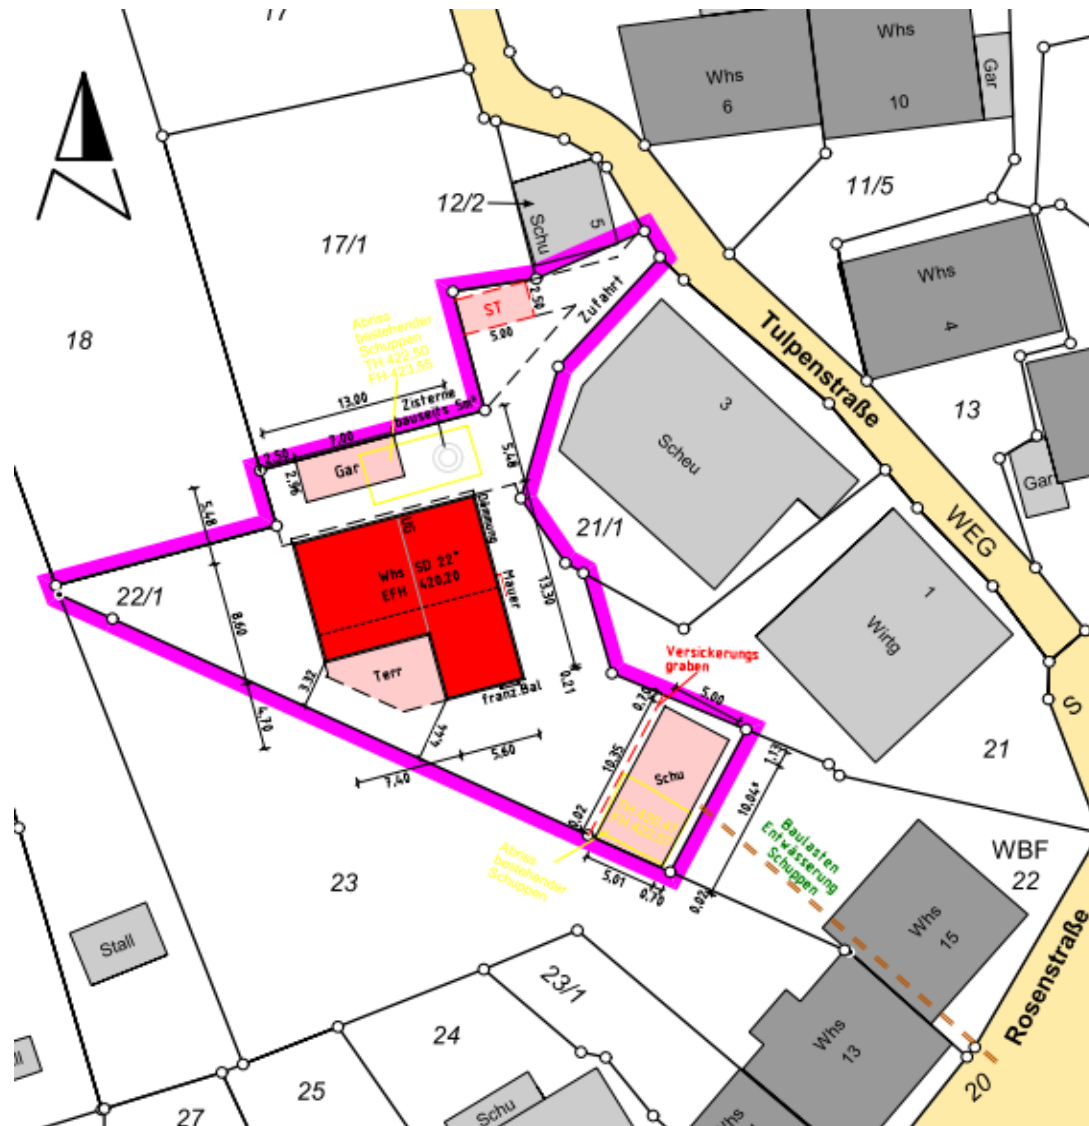 17
Whs
6
Whs
10
Gar
11/5
12/2
Schu
5
17/1
18
Whs
4
13
Gar
Tulpenstraße
WEG
Zufahrt
ST
2.50
5.00
Abriss
bestehender
Schuppen
TH 422,50
FH 423,55
13.00
Zisterne
bauseits 5m³
7.00
2.50
2.96
Gar
5.48
5.48
3
Scheu
21/1
UG
Dämmung
Whs SD 22°
EFH 420,20
Mauer
13.30
22/1
8.60
Terr
franz.Bal
0.21
3.32
4.70
4.44
5.60
7.40
1
Wirtg
S
21
Versickerungs
graben
0.70
5.00
10.35
Schu
1.13
10.04⁵
0.02
Abriss
bestehender
Schuppen
5.01
0.70
0.02
Baulasten
Entwässerung
Schuppen
WBF
22
Whs
15
Rosenstraße
23
Stall
23/1
24
Whs
13
20
25
Schu
27